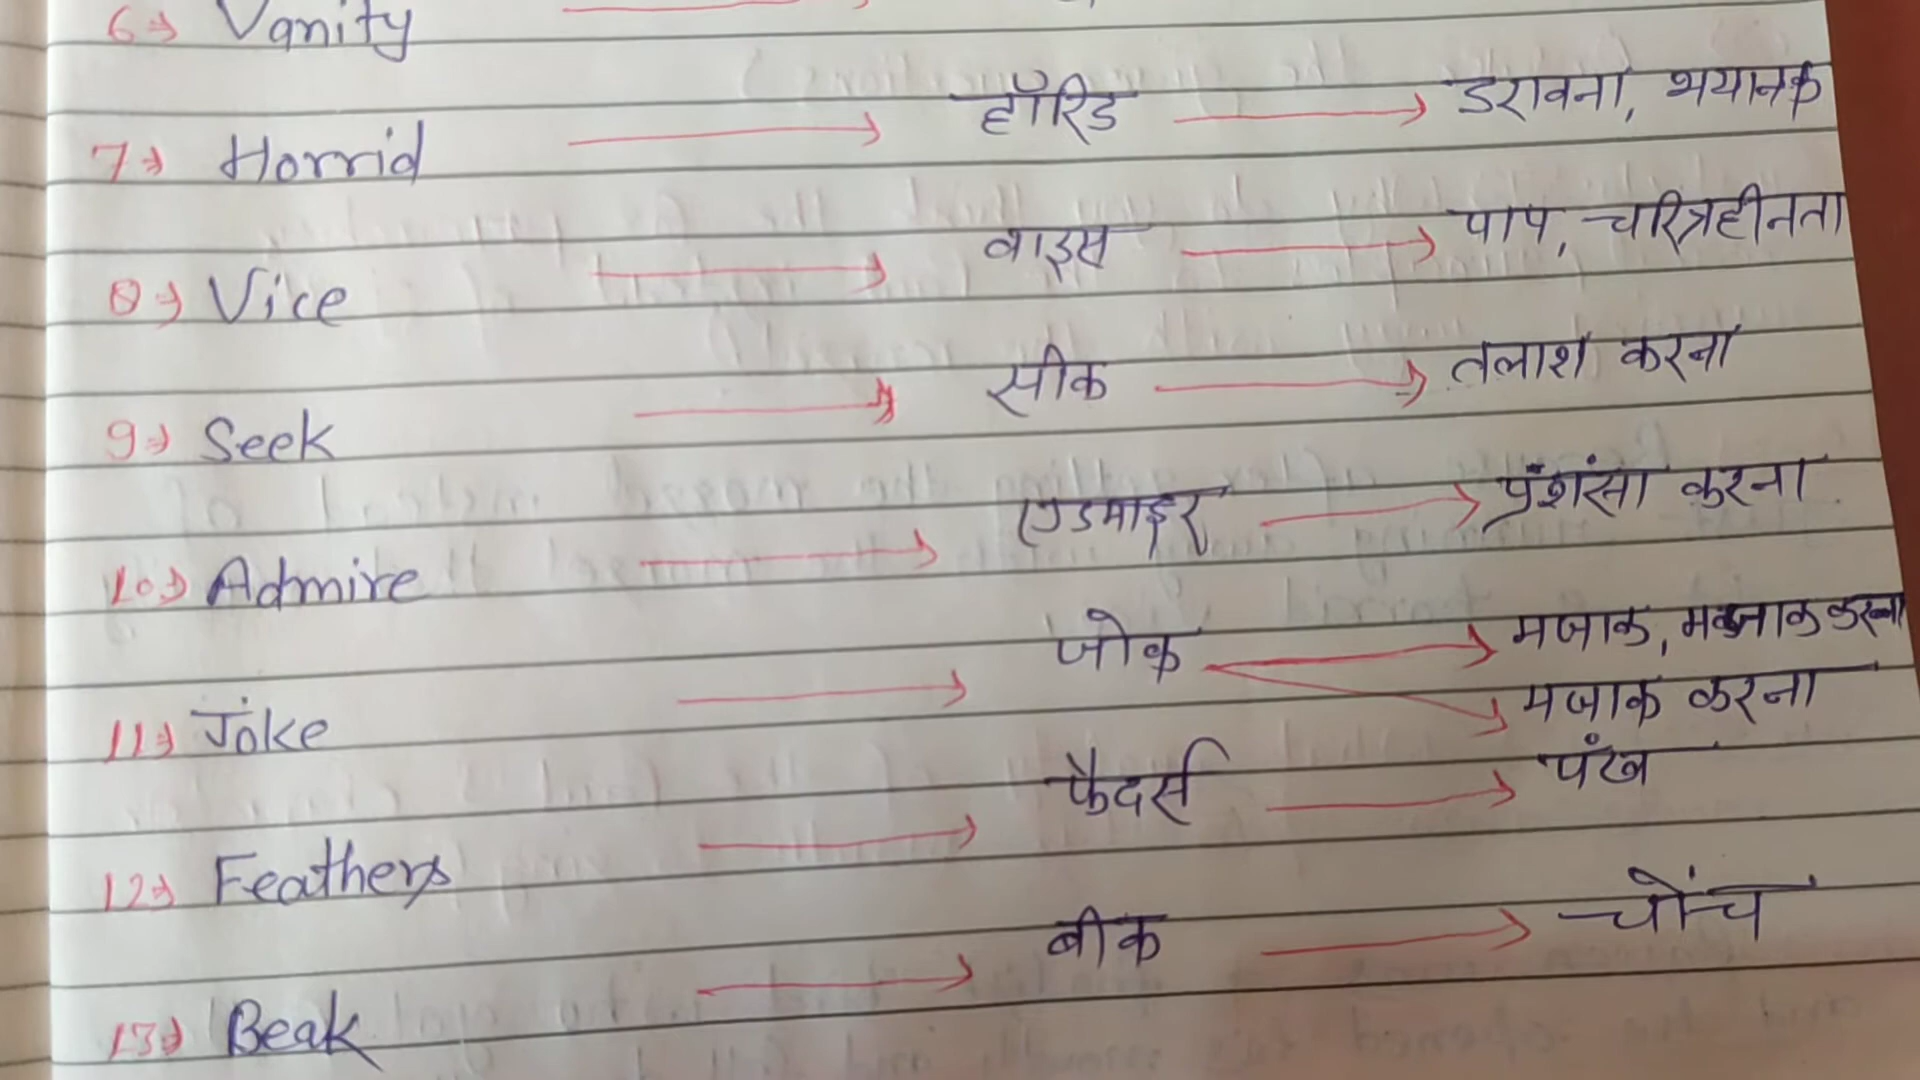 6⇒ Vanity
7⇒ Horrid → हॉरिड → डरावना, भयानक
8⇒ Vice → वाइस → पाप, चरित्रहीनता
9⇒ Seek → सीक → तलाश करना
10⇒ Admire → एडमाइर → प्रंशंसा करना
11⇒ Joke → जोक → मजाक, मजाक करना
→ मजाक करना
12⇒ Feathers → फैदर्स → पंख
13⇒ Beak → बीक → चोंच